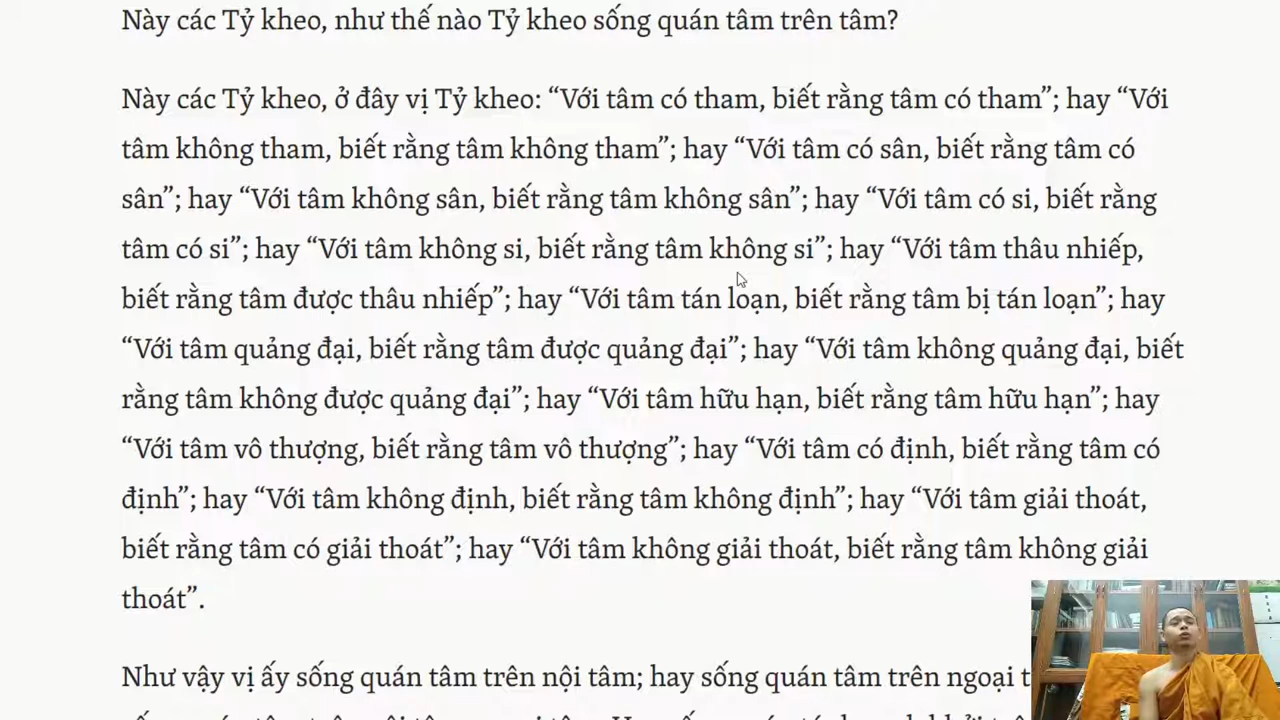 Này các Tỷ kheo, như thế nào Tỷ kheo sống quán tâm trên tâm?
Này các Tỷ kheo, ở đây vị Tỷ kheo: “Với tâm có tham, biết rằng tâm có tham”; hay “Với
tâm không tham, biết rằng tâm không tham”; hay “Với tâm có sân, biết rằng tâm có
sân”; hay “Với tâm không sân, biết rằng tâm không sân”; hay “Với tâm có si, biết rằng
tâm có si”; hay “Với tâm không si, biết rằng tâm không si”; hay “Với tâm thâu nhiếp,
biết rằng tâm được thâu nhiếp”; hay “Với tâm tán loạn, biết rằng tâm bị tán loạn”; hay
“Với tâm quảng đại, biết rằng tâm được quảng đại”; hay “Với tâm không quảng đại, biết
rằng tâm không được quảng đại”; hay “Với tâm hữu hạn, biết rằng tâm hữu hạn”; hay
“Với tâm vô thượng, biết rằng tâm vô thượng”; hay “Với tâm có định, biết rằng tâm có
định”; hay “Với tâm không định, biết rằng tâm không định”; hay “Với tâm giải thoát,
biết rằng tâm có giải thoát”; hay “Với tâm không giải thoát, biết rằng tâm không giải
thoát”.
Như vậy vị ấy sống quán tâm trên nội tâm; hay sống quán tâm trên ngoại